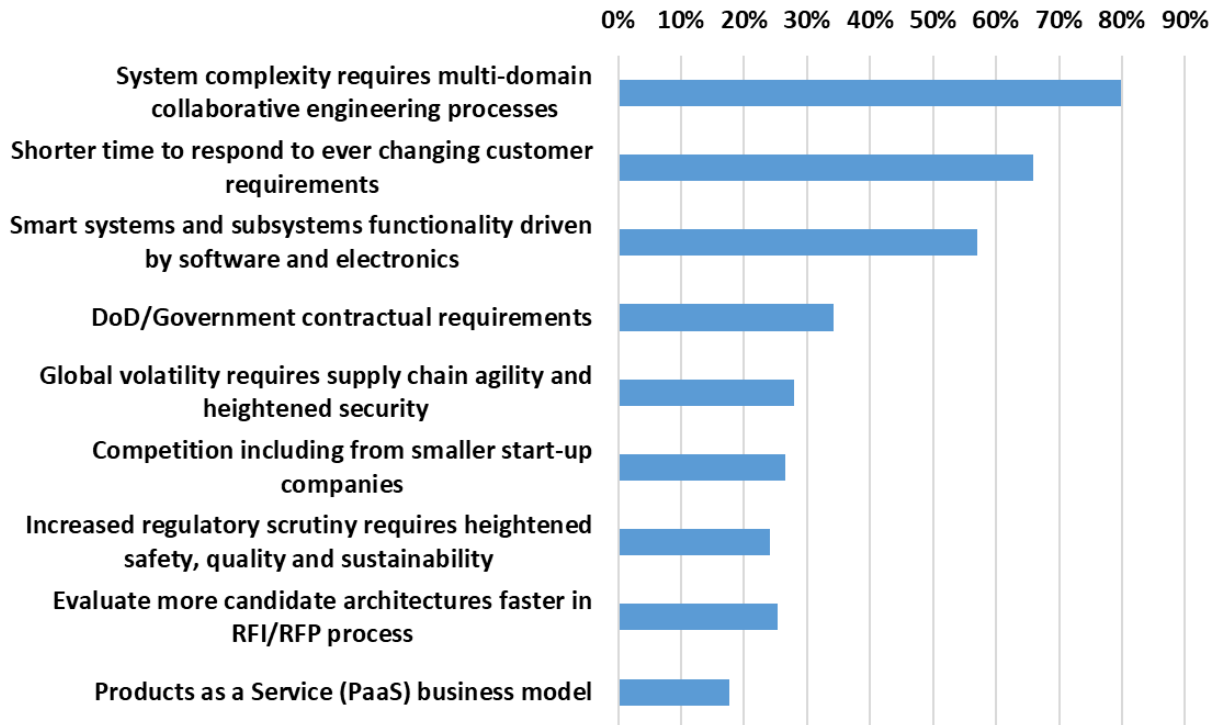 0% 10% 20% 30% 40% 50% 60% 70% 80% 90%
System complexity requires multi-domain
collaborative engineering processes
Shorter time to respond to ever changing customer
requirements
Smart systems and subsystems functionality driven
by software and electronics
DoD/Government contractual requirements
Global volatility requires supply chain agility and
heightened security
Competition including from smaller start-up
companies
Increased regulatory scrutiny requires heightened
safety, quality and sustainability
Evaluate more candidate architectures faster in
RFI/RFP process
Products as a Service (PaaS) business model